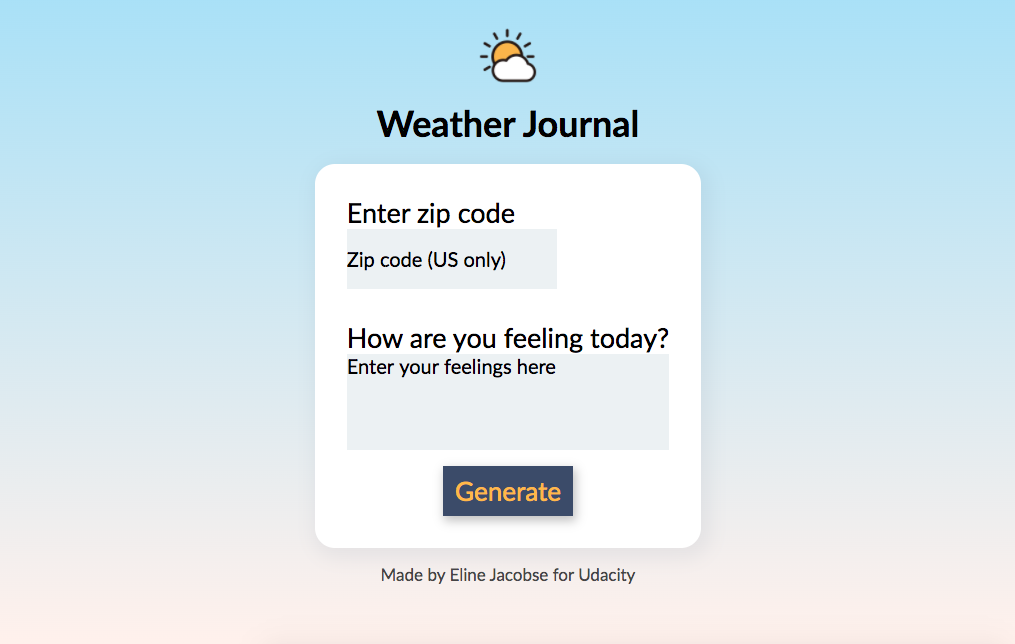 Weather Journal
Enter zip code
Zip code (US only)
How are you feeling today?
Enter your feelings here
Generate
Made by Eline Jacobse for Udacity